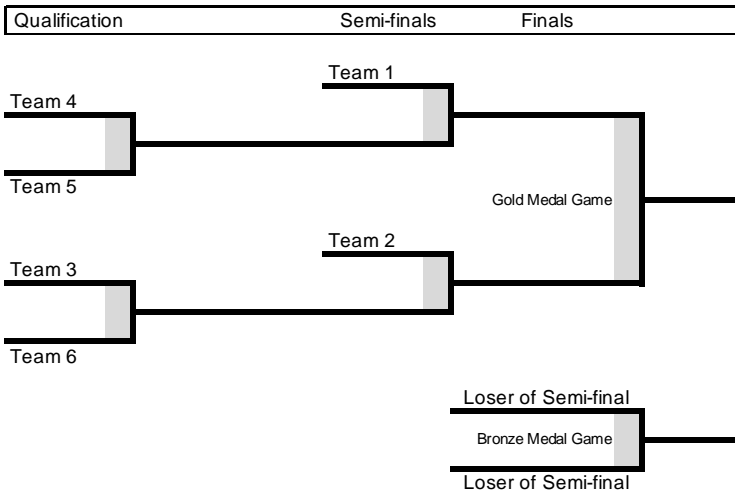 Qualification Semi-finals Finals
Team 1
Team 4
Team 5
Gold Medal Game
Team 2
Team 3
Team 6
Loser of Semi-final
Bronze Medal Game
Loser of Semi-final